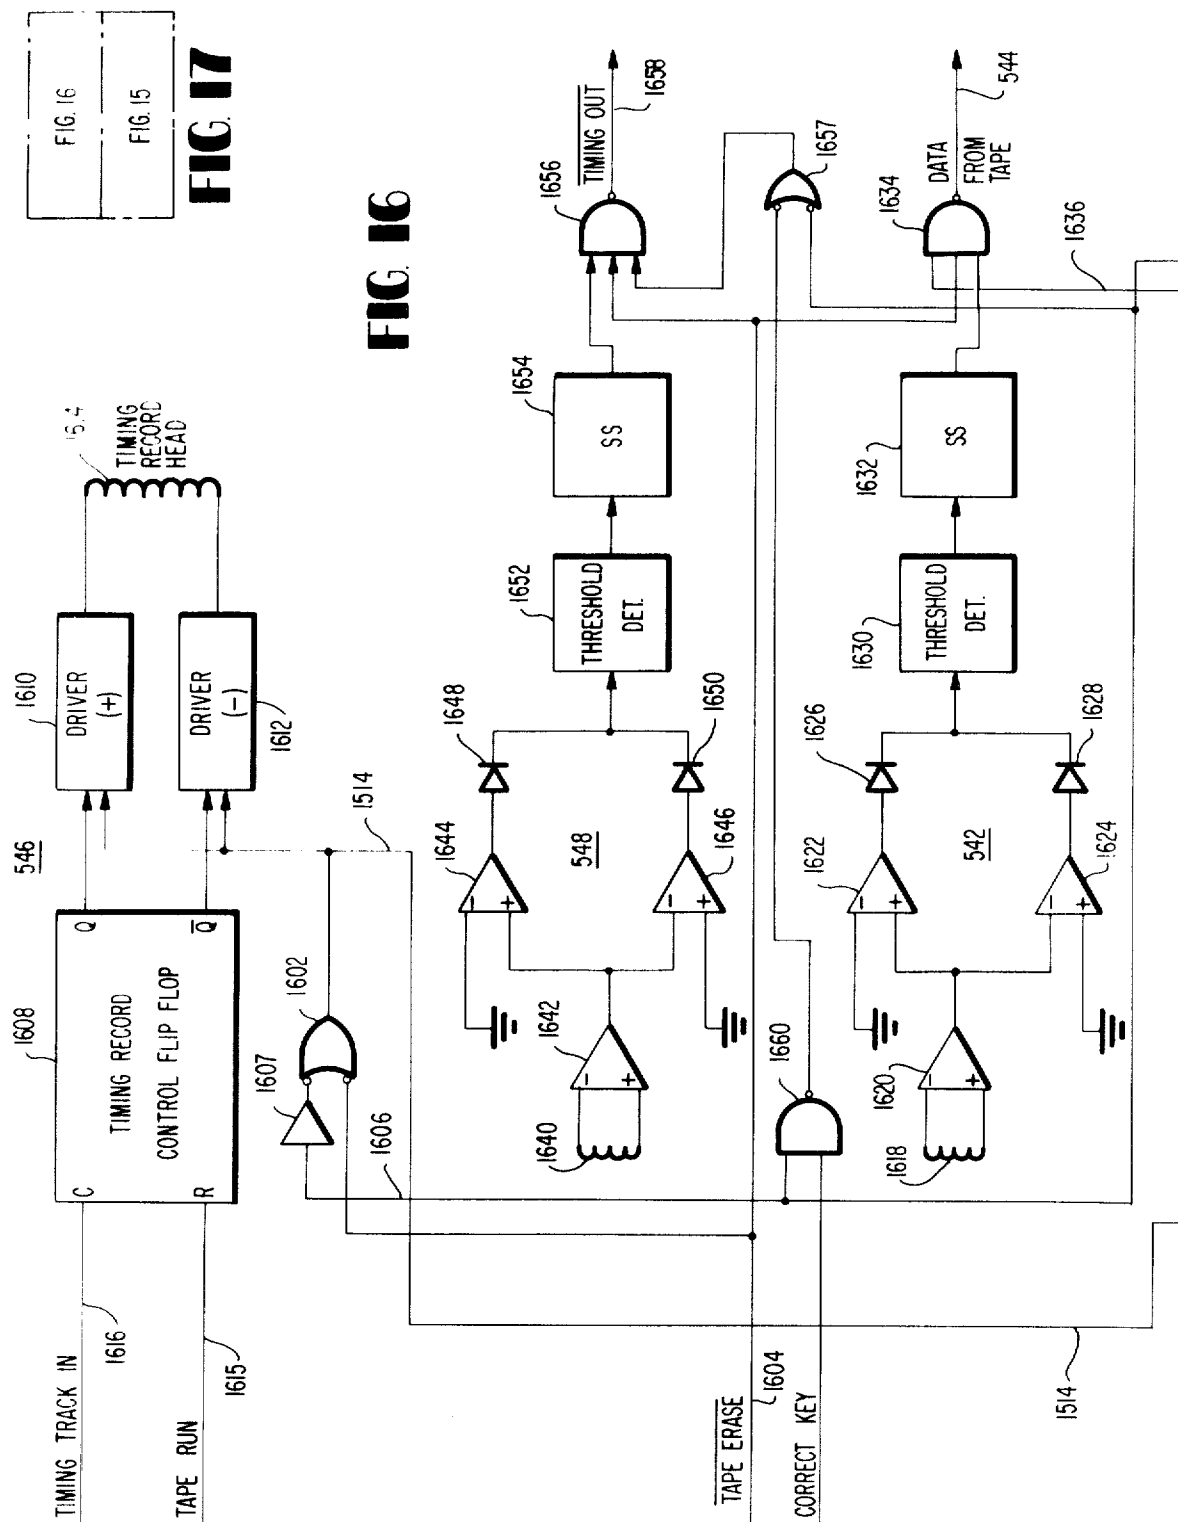 FIG. 16
FIG. 15
FIG. 17
FIG. 16
TIMING TRACK IN
1616
TAPE RUN
1615
1608
C
R
TIMING RECORD
CONTROL FLIP FLOP
Q
Q̅
546
1610
DRIVER
(+)
DRIVER
(-)
1612
TIMING
RECORD
HEAD
1607
1602
1606
1514
1640
1642
-
+
1644
-
+
1646
-
+
548
1648
1650
1652
THRESHOLD
DET.
1654
SS
1656
TIMING OUT
1658
1657
TAPE ERASE
1604
CORRECT KEY
1660
1514
1618
1620
-
+
1622
-
+
1624
-
+
542
1626
1628
1630
THRESHOLD
DET.
1632
SS
1634
DATA
FROM
TAPE
544
1636